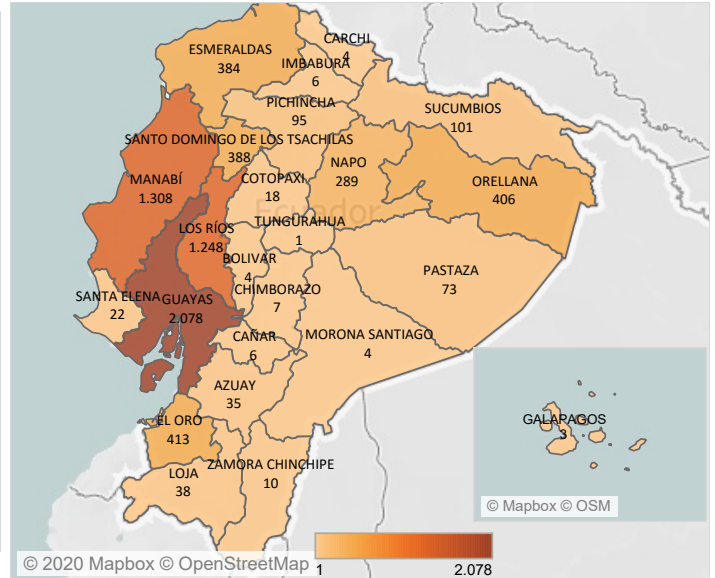 CARCHI
4
ESMERALDAS
384
IMBABURA
6
PICHINCHA
95
SUCUMBIOS
101
SANTO DOMINGO DE LOS TSACHILAS
388
NAPO
289
MANABÍ
1.308
COTOPAXI
18
ORELLANA
406
Ecuador
TUNGURAHUA
1
LOS RÍOS
1.248
BOLIVAR
4
PASTAZA
73
CHIMBORAZO
7
SANTA ELENA
22
GUAYAS
2.078
CAÑAR
6
MORONA SANTIAGO
4
AZUAY
35
EL ORO
413
GALAPAGOS
3
LOJA
38
ZAMORA CHINCHIPE
10
© Mapbox © OSM
© 2020 Mapbox © OpenStreetMap
1
2.078